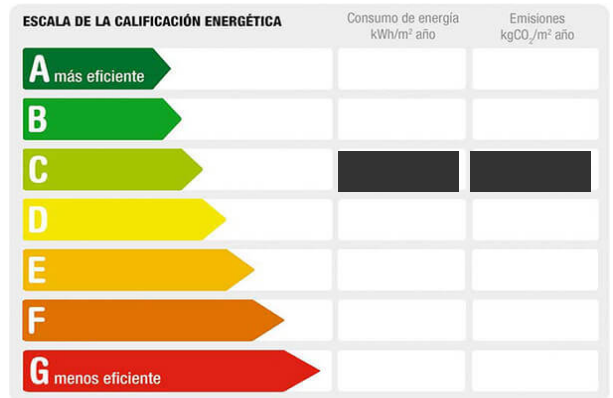 ESCALA DE LA CALIFICACIÓN ENERGÉTICA
Consumo de energía
kWh/m² año
Emisiones
kgCO₂/m² año
A más eficiente
B
C
D
E
F
G menos eficiente